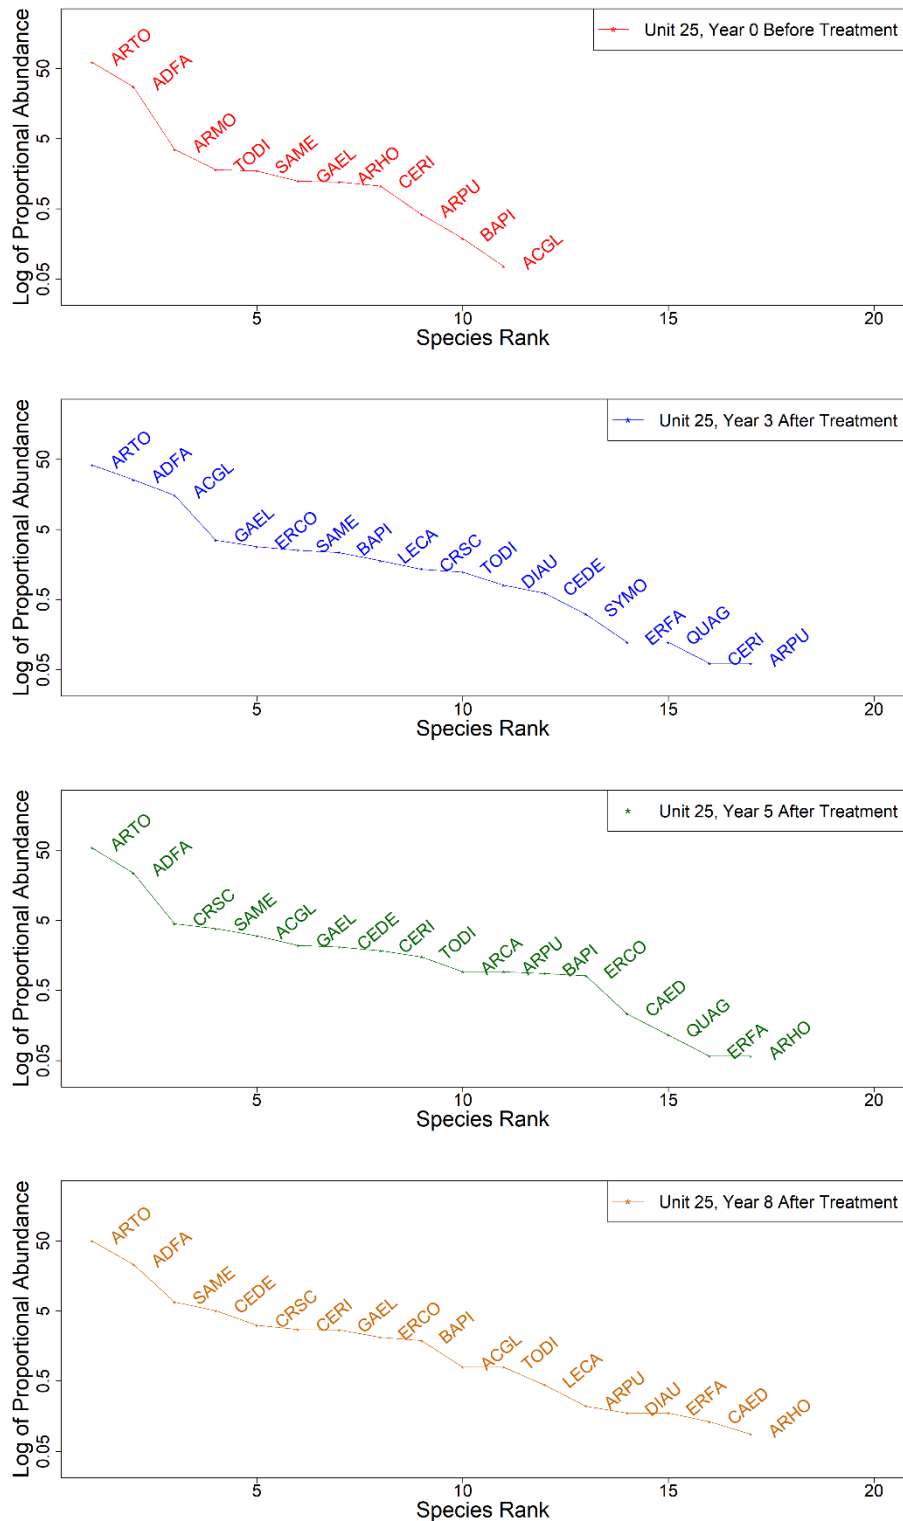 Unit 25, Year 0 Before Treatment
Log of Proportional Abundance
50
5
0.5
0.05
ARTO
ADFA
ARMO
TODI
SAME
GAEL
ARHO
CERI
ARPU
BAPI
ACGL
5
10
15
20
Species Rank
Unit 25, Year 3 After Treatment
Log of Proportional Abundance
50
5
0.5
0.05
ARTO
ADFA
ACGL
GAEL
ERCO
SAME
BAPI
LECA
CRSC
TODI
DIAU
CEDE
SYMO
ERFA
QUAG
CERI
ARPU
5
10
15
20
Species Rank
Unit 25, Year 5 After Treatment
Log of Proportional Abundance
50
5
0.5
0.05
ARTO
ADFA
CRSC
SAME
ACGL
GAEL
CEDE
CERI
TODI
ARCA
ARPU
BAPI
ERCO
CAED
QUAG
ERFA
ARHO
5
10
15
20
Species Rank
Unit 25, Year 8 After Treatment
Log of Proportional Abundance
50
5
0.5
0.05
ARTO
ADFA
SAME
CEDE
CRSC
CERI
GAEL
ERCO
BAPI
ACGL
TODI
LECA
ARPU
DIAU
ERFA
CAED
ARHO
5
10
15
20
Species Rank